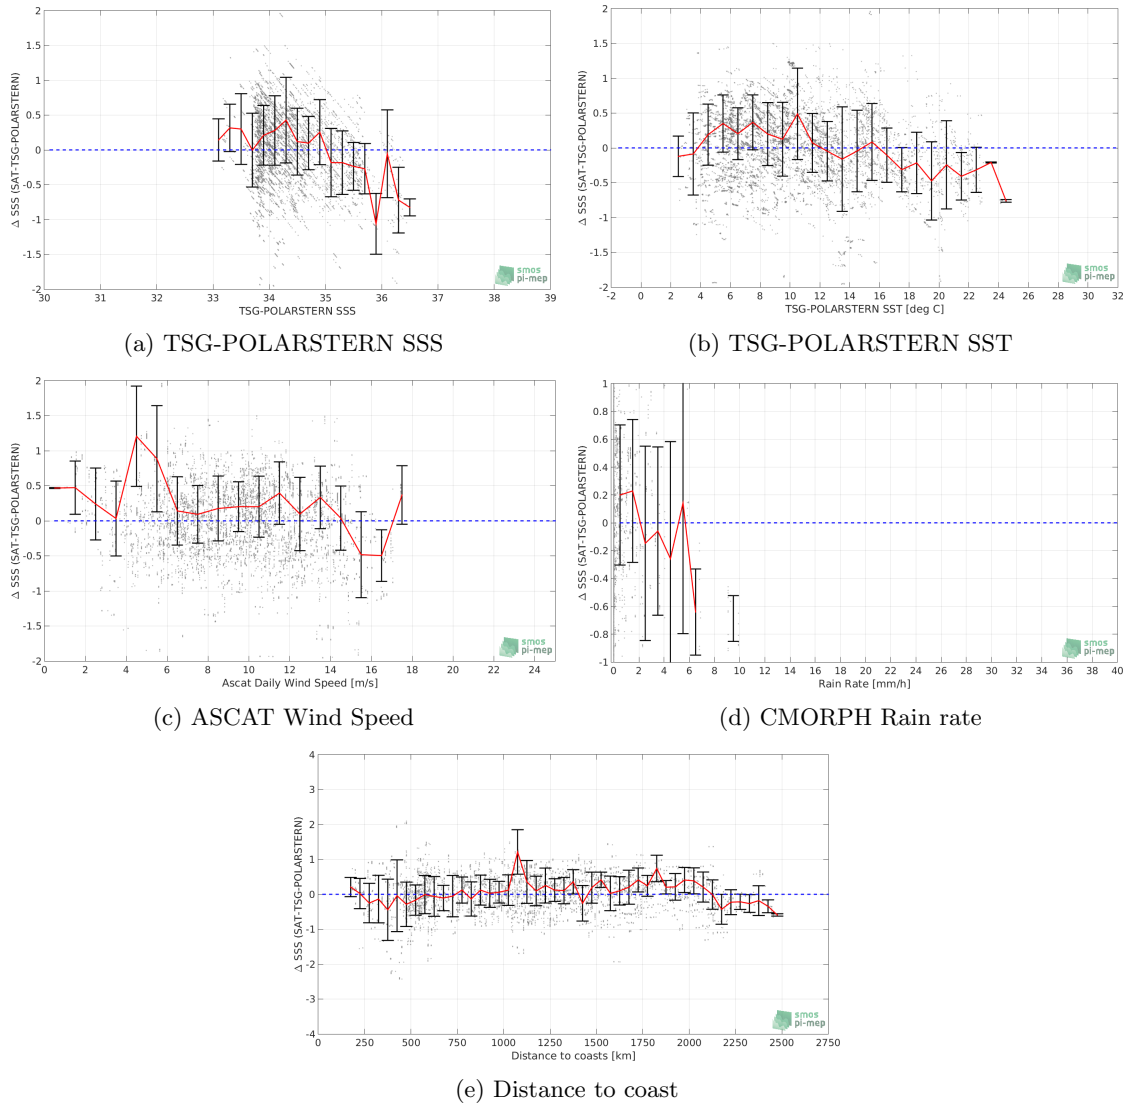 2
1.5
1
0.5
0
-0.5
-1
-1.5
-2
Δ SSS (SAT-TSG-POLARSTERN)
30 31 32 33 34 35 36 37 38 39
TSG-POLARSTERN SSS
smos
pi-mep
(a) TSG-POLARSTERN SSS
2
1.5
1
0.5
0
-0.5
-1
-1.5
-2
Δ SSS (SAT-TSG-POLARSTERN)
-2 0 2 4 6 8 10 12 14 16 18 20 22 24 26 28 30 32
TSG-POLARSTERN SST [deg C]
smos
pi-mep
(b) TSG-POLARSTERN SST
2
1.5
1
0.5
0
-0.5
-1
-1.5
-2
Δ SSS (SAT-TSG-POLARSTERN)
0 2 4 6 8 10 12 14 16 18 20 22 24
Ascat Daily Wind Speed [m/s]
smos
pi-mep
(c) ASCAT Wind Speed
1
0.8
0.6
0.4
0.2
0
-0.2
-0.4
-0.6
-0.8
-1
Δ SSS (SAT-TSG-POLARSTERN)
0 2 4 6 8 10 12 14 16 18 20 22 24 26 28 30 32 34 36 38 40
Rain Rate [mm/h]
smos
pi-mep
(d) CMORPH Rain rate
4
3
2
1
0
-1
-2
-3
-4
Δ SSS (SAT-TSG-POLARSTERN)
0 250 500 750 1000 1250 1500 1750 2000 2250 2500 2750
Distance to coasts [km]
smos
pi-mep
(e) Distance to coast